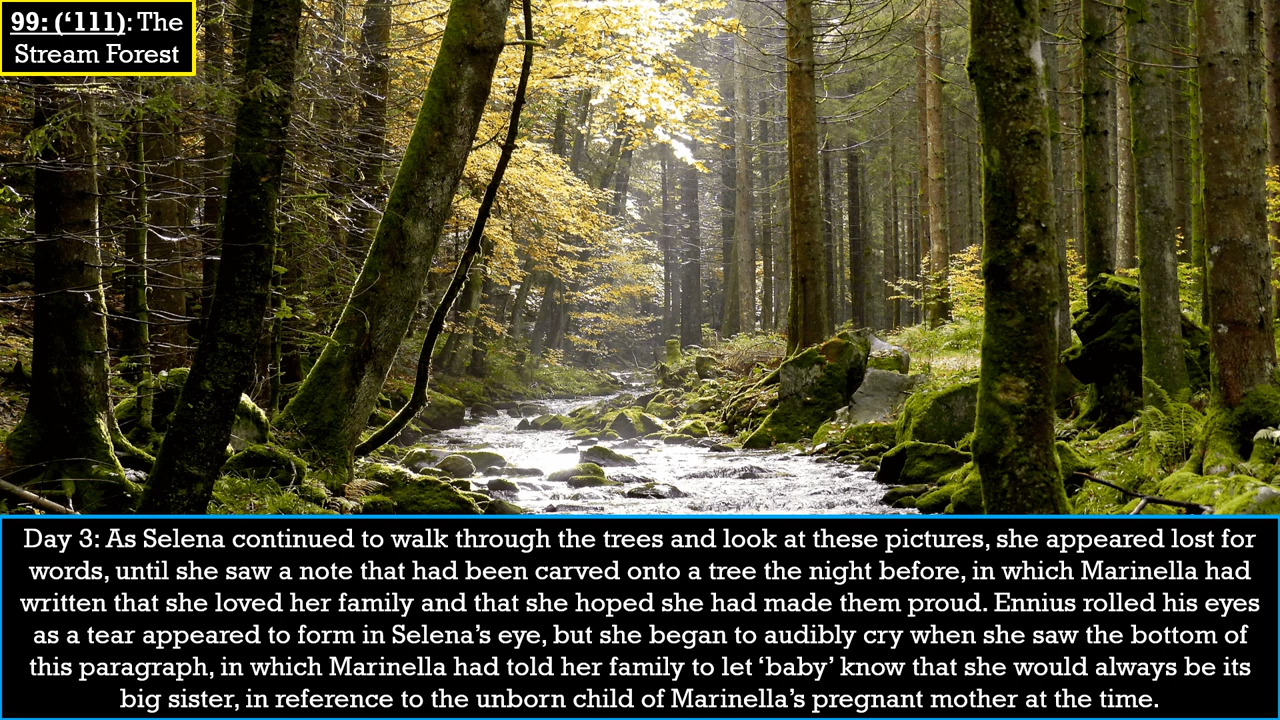 99: (‘111): The
Stream Forest
Day 3: As Selena continued to walk through the trees and look at these pictures, she appeared lost for
words, until she saw a note that had been carved onto a tree the night before, in which Marinella had
written that she loved her family and that she hoped she had made them proud. Ennius rolled his eyes
as a tear appeared to form in Selena’s eye, but she began to audibly cry when she saw the bottom of
this paragraph, in which Marinella had told her family to let ‘baby’ know that she would always be its
big sister, in reference to the unborn child of Marinella’s pregnant mother at the time.